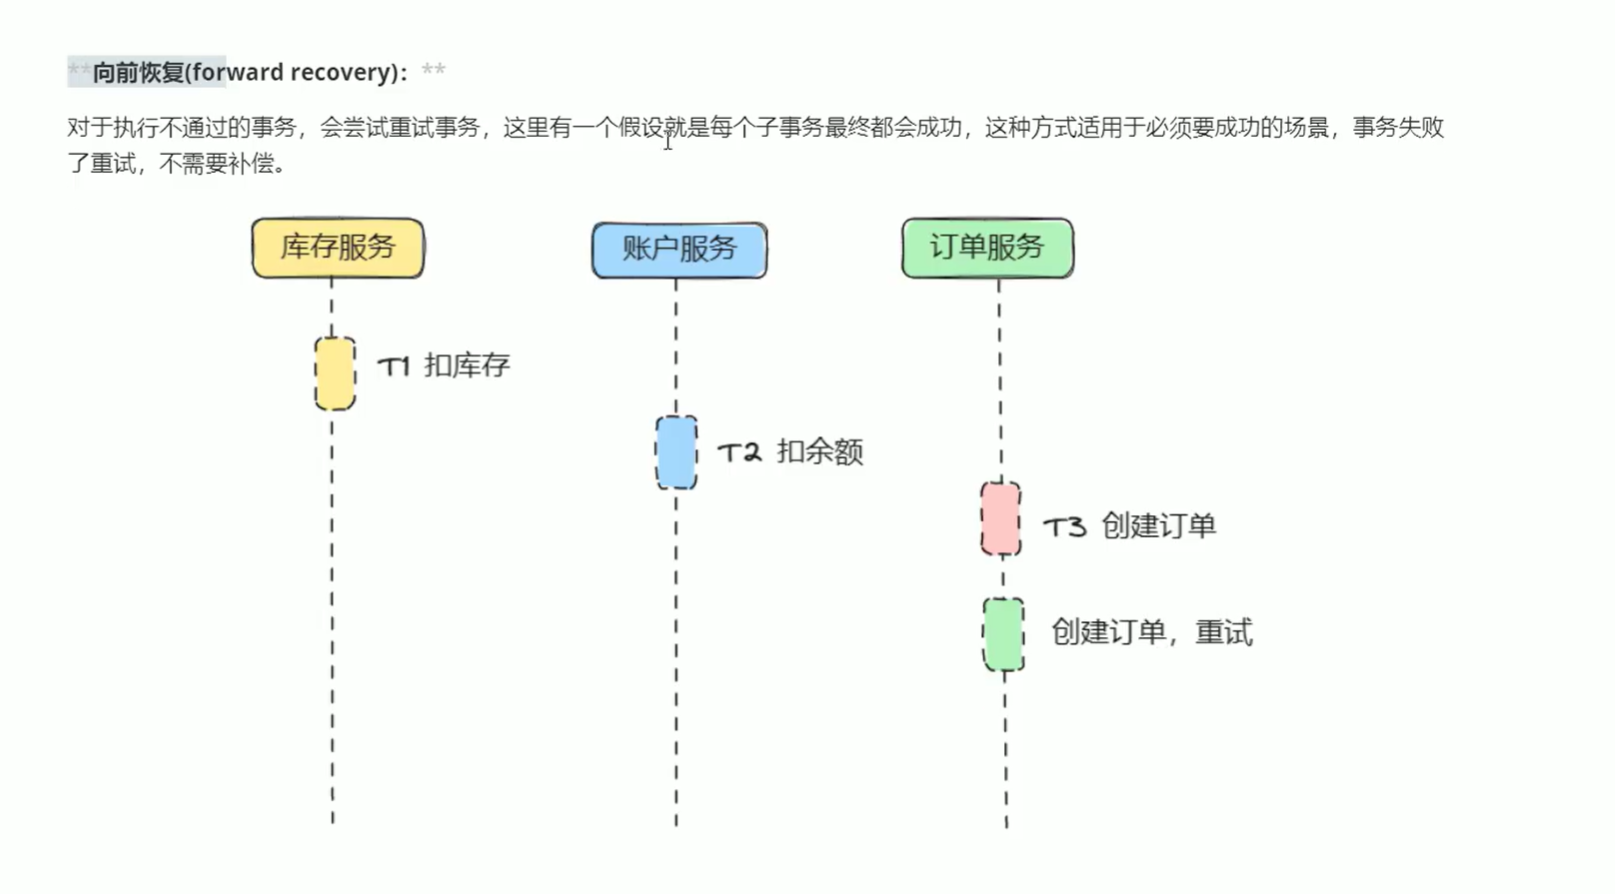 **向前恢复(forward recovery)：**
对于执行不通过的事务，会尝试重试事务，这里有一个假设就是每个子事务最终都会成功，这种方式适用于必须要成功的场景，事务失败
了重试，不需要补偿。
库存服务
账户服务
订单服务
T1 扣库存
T2 扣余额
T3 创建订单
创建订单，重试